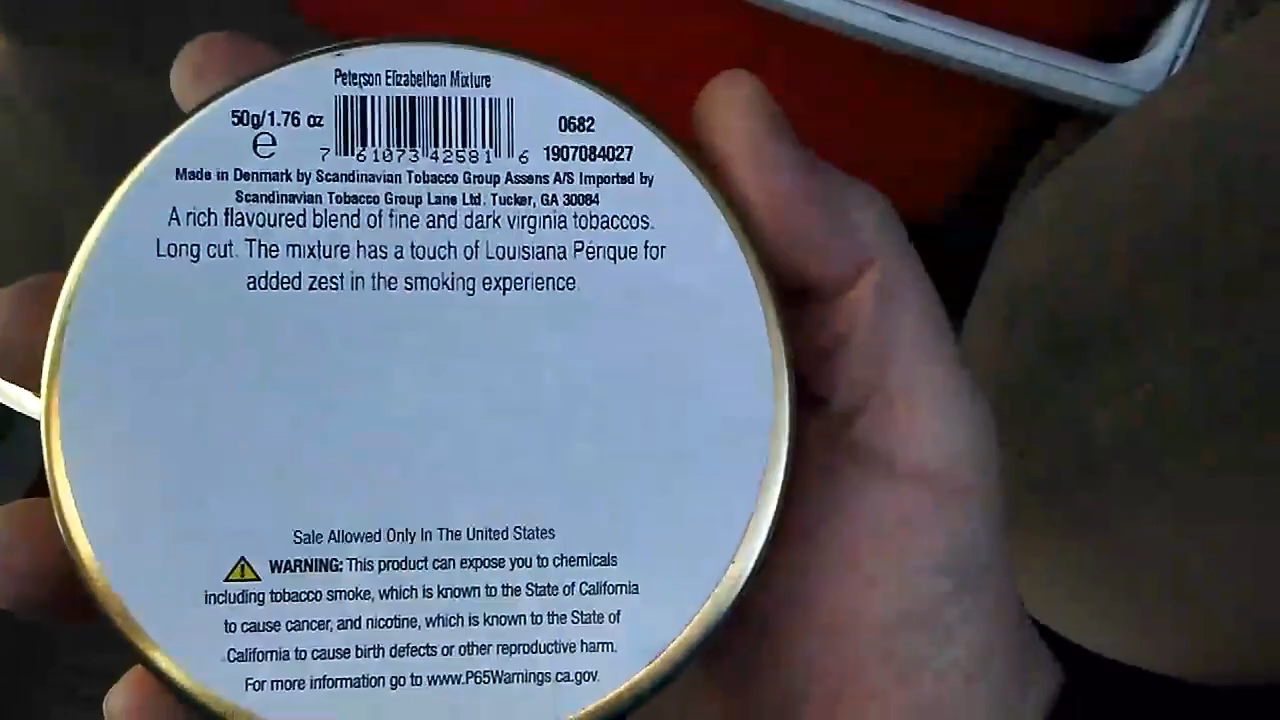 Peterson Elizabethan Mixture
50g/1.76 oz
e
7 61073 42581 6
0682
1907084027
Made in Denmark by Scandinavian Tobacco Group Assens A/S Imported by
Scandinavian Tobacco Group Lane Ltd. Tucker, GA 30084
A rich flavoured blend of fine and dark virginia tobaccos.
Long cut. The mixture has a touch of Louisiana Périque for
added zest in the smoking experience.
Sale Allowed Only In The United States
WARNING: This product can expose you to chemicals
including tobacco smoke, which is known to the State of California
to cause cancer, and nicotine, which is known to the State of
California to cause birth defects or other reproductive harm.
For more information go to www.P65Warnings.ca.gov.